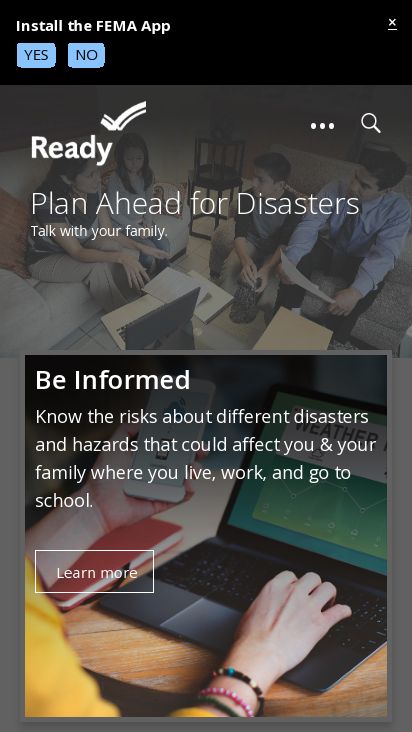 Install the FEMA App
×
YES NO
Ready
Plan Ahead for Disasters
Talk with your family.
Be Informed
Know the risks about different disasters
and hazards that could affect you & your
family where you live, work, and go to
school.
WEATHER
Learn more